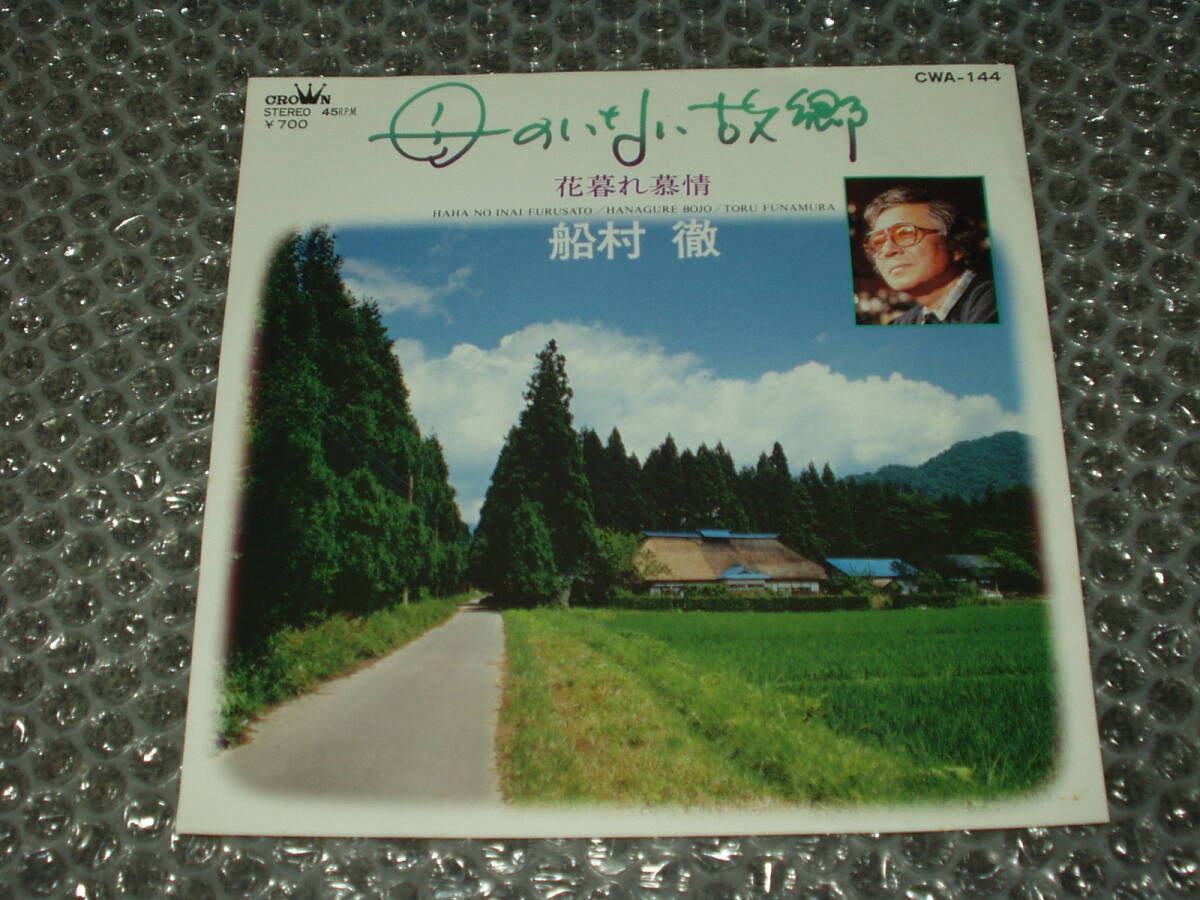 CROWN
STEREO 45R.P.M.
¥700
CWA-144
母のいない故郷
花暮れ慕情
HAHA NO INAI FURUSATO／HANAGURE BOJO／TORU FUNAMURA
船村 徹